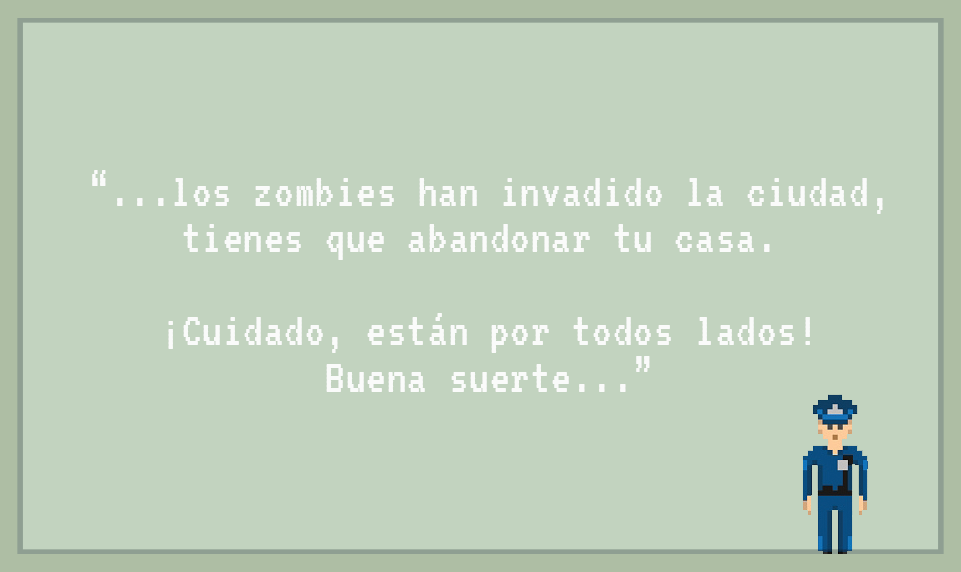 “...los zombies han invadido la ciudad,
tienes que abandonar tu casa.
¡Cuidado, están por todos lados!
Buena suerte...”